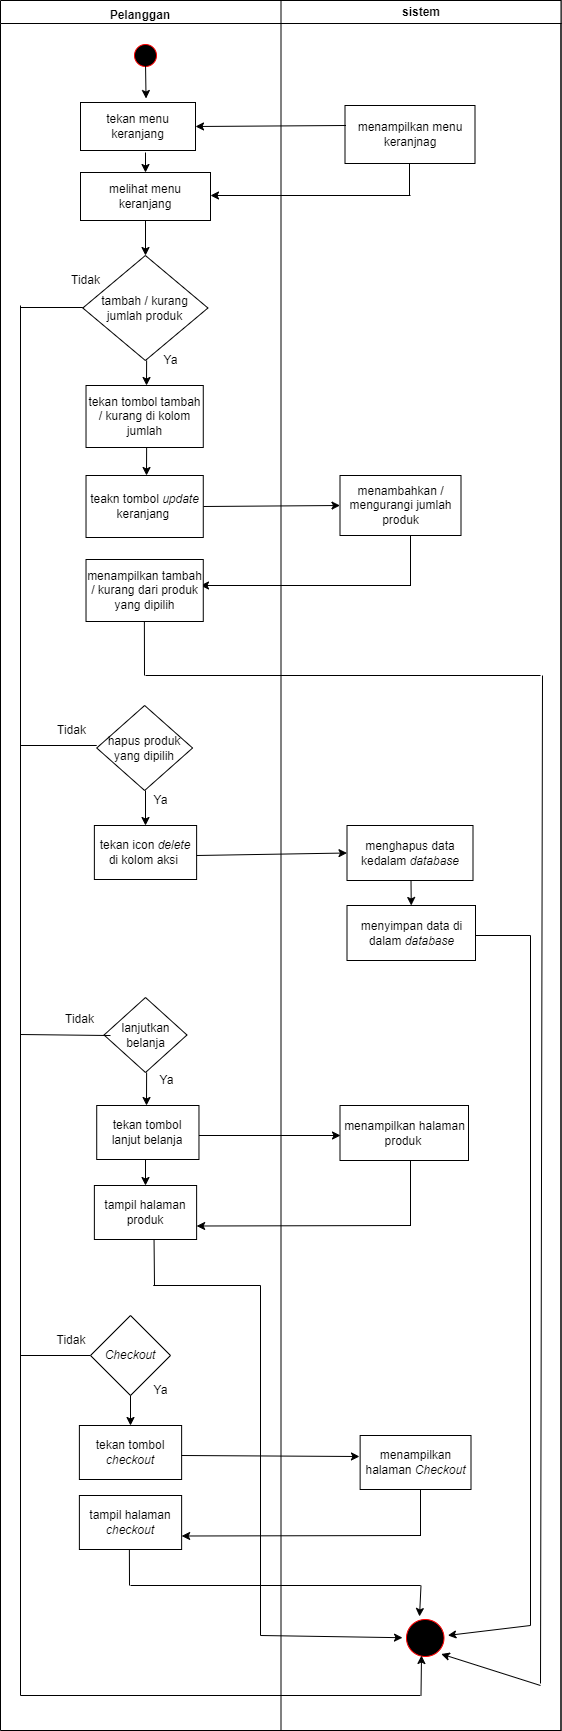 Pelanggan
sistem
tekan menu
keranjang
menampilkan menu
keranjnag
melihat menu
keranjang
Tidak
tambah / kurang
jumlah produk
Ya
tekan tombol tambah
/ kurang di kolom
jumlah
teakn tombol update
keranjang
menambahkan /
mengurangi jumlah
produk
menampilkan tambah
/ kurang dari produk
yang dipilih
Tidak
hapus produk
yang dipilih
Ya
tekan icon delete
di kolom aksi
menghapus data
kedalam database
menyimpan data di
dalam database
Tidak
lanjutkan
belanja
Ya
tekan tombol
lanjut belanja
menampilkan halaman
produk
tampil halaman
produk
Tidak
Checkout
Ya
tekan tombol
checkout
menampilkan
halaman Checkout
tampil halaman
checkout